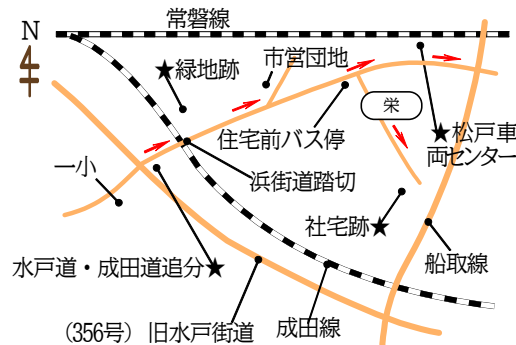 常磐線
N
市営団地
★緑地跡
栄
住宅前バス停
★松戸車
両センター
浜街道踏切
一小
社宅跡★
水戸道・成田道追分★
船取線
(356号) 旧水戸街道
成田線